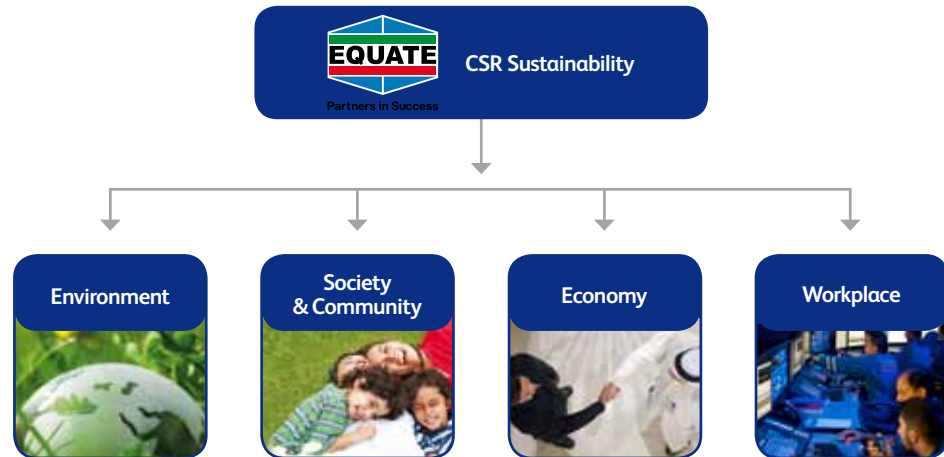 EQUATE
Partners in Success
CSR Sustainability
Environment
Society
& Community
Economy
Workplace